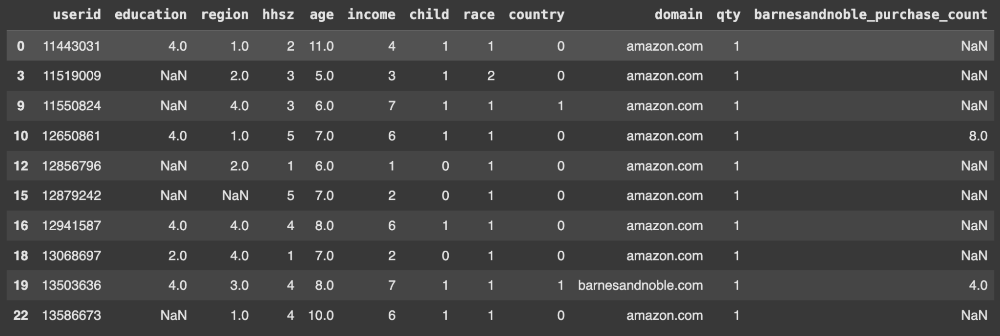 userid education region hhsz age income child race country domain qty barnesandnoble_purchase_count
0 11443031 4.0 1.0 2 11.0 4 1 1 0 amazon.com 1 NaN
3 11519009 NaN 2.0 3 5.0 3 1 2 0 amazon.com 1 NaN
9 11550824 NaN 4.0 3 6.0 7 1 1 1 amazon.com 1 NaN
10 12650861 4.0 1.0 5 7.0 6 1 1 0 amazon.com 1 8.0
12 12856796 NaN 2.0 1 6.0 1 0 1 0 amazon.com 1 NaN
15 12879242 NaN NaN 5 7.0 2 0 1 0 amazon.com 1 NaN
16 12941587 4.0 4.0 4 8.0 6 1 1 0 amazon.com 1 NaN
18 13068697 2.0 4.0 1 7.0 2 0 1 0 amazon.com 1 NaN
19 13503636 4.0 3.0 4 8.0 7 1 1 1 barnesandnoble.com 1 4.0
22 13586673 NaN 1.0 4 10.0 6 1 1 0 amazon.com 1 NaN